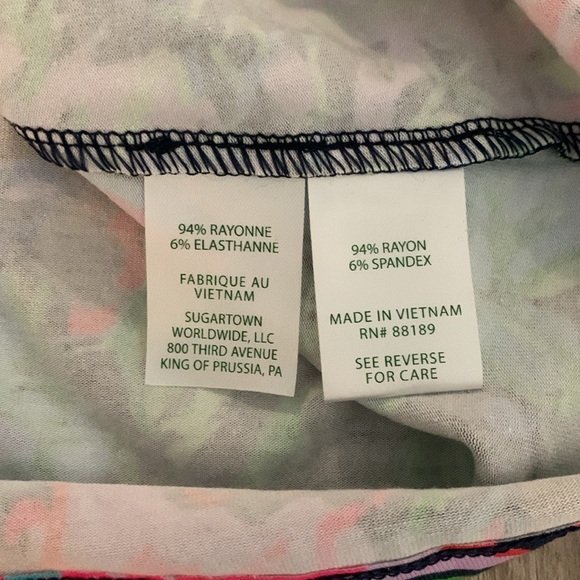 94% RAYONNE
6% ELASTHANNE
FABRIQUE AU
VIETNAM
SUGARTOWN
WORLDWIDE, LLC
800 THIRD AVENUE
KING OF PRUSSIA, PA
94% RAYON
6% SPANDEX
MADE IN VIETNAM
RN# 88189
SEE REVERSE
FOR CARE